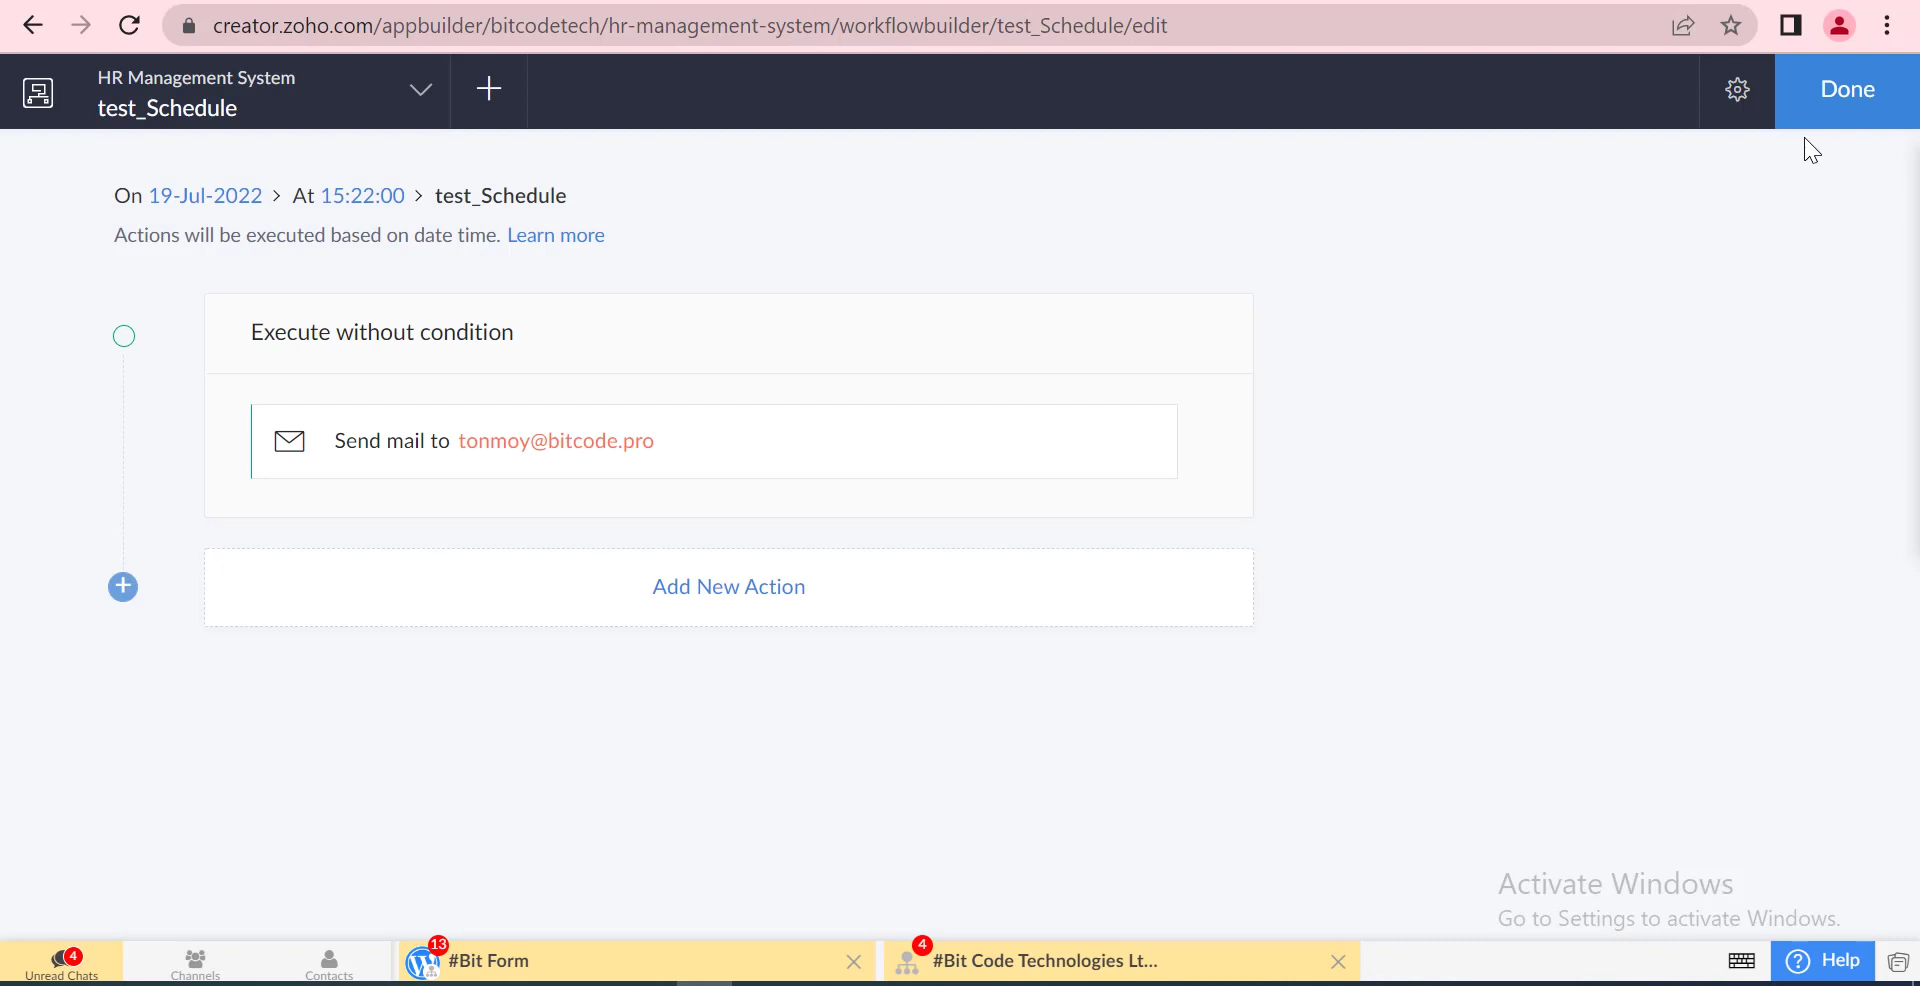 creator.zoho.com/appbuilder/bitcodetech/hr-management-system/workflowbuilder/test_Schedule/edit
HR Management System
test_Schedule
Done
On 19-Jul-2022 > At 15:22:00 > test_Schedule
Actions will be executed based on date time. Learn more
Execute without condition
Send mail to tonmoy@bitcode.pro
Add New Action
Activate Windows
Go to Settings to activate Windows.
4
Unread Chats
Channels
Contacts
13
#Bit Form
4
#Bit Code Technologies Lt...
Help